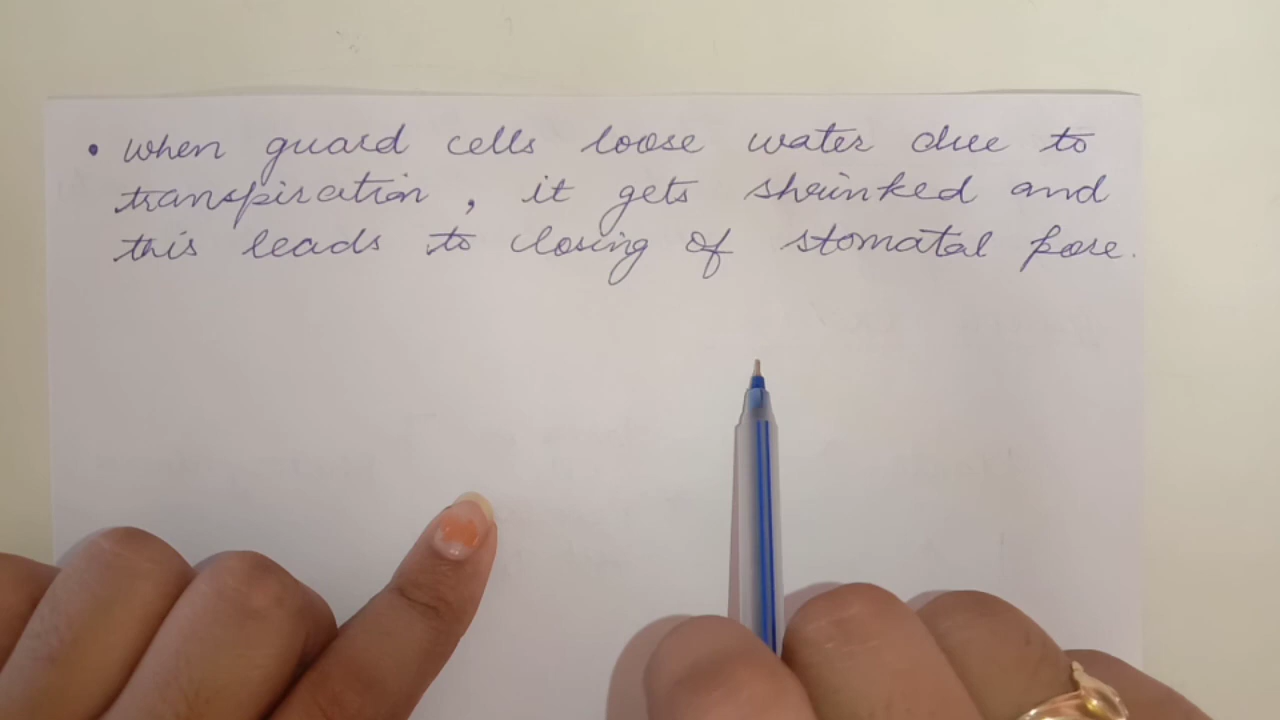 • when guard cells loose water due to
transpiration, it gets shrinked and
this leads to closing of stomatal pore.